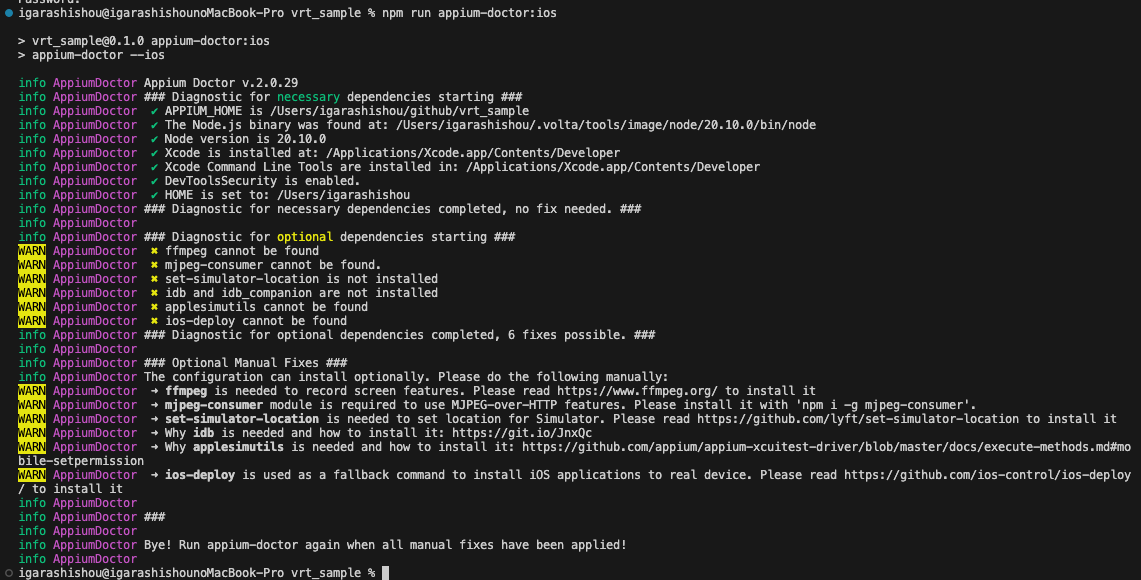 Password:
igarashishou@igarashishounoMacBook-Pro vrt_sample % npm run appium-doctor:ios
> vrt_sample@0.1.0 appium-doctor:ios
> appium-doctor --ios
info AppiumDoctor Appium Doctor v.2.0.29
info AppiumDoctor ### Diagnostic for necessary dependencies starting ###
info AppiumDoctor  ✔ APPIUM_HOME is /Users/igarashishou/github/vrt_sample
info AppiumDoctor  ✔ The Node.js binary was found at: /Users/igarashishou/.volta/tools/image/node/20.10.0/bin/node
info AppiumDoctor  ✔ Node version is 20.10.0
info AppiumDoctor  ✔ Xcode is installed at: /Applications/Xcode.app/Contents/Developer
info AppiumDoctor  ✔ Xcode Command Line Tools are installed in: /Applications/Xcode.app/Contents/Developer
info AppiumDoctor  ✔ DevToolsSecurity is enabled.
info AppiumDoctor  ✔ HOME is set to: /Users/igarashishou
info AppiumDoctor ### Diagnostic for necessary dependencies completed, no fix needed. ###
info AppiumDoctor
info AppiumDoctor ### Diagnostic for optional dependencies starting ###
WARN AppiumDoctor  ✖ ffmpeg cannot be found
WARN AppiumDoctor  ✖ mjpeg-consumer cannot be found.
WARN AppiumDoctor  ✖ set-simulator-location is not installed
WARN AppiumDoctor  ✖ idb and idb_companion are not installed
WARN AppiumDoctor  ✖ applesimutils cannot be found
WARN AppiumDoctor  ✖ ios-deploy cannot be found
info AppiumDoctor ### Diagnostic for optional dependencies completed, 6 fixes possible. ###
info AppiumDoctor
info AppiumDoctor ### Optional Manual Fixes ###
info AppiumDoctor The configuration can install optionally. Please do the following manually:
WARN AppiumDoctor  ➜ ffmpeg is needed to record screen features. Please read https://www.ffmpeg.org/ to install it
WARN AppiumDoctor  ➜ mjpeg-consumer module is required to use MJPEG-over-HTTP features. Please install it with 'npm i -g mjpeg-consumer'.
WARN AppiumDoctor  ➜ set-simulator-location is needed to set location for Simulator. Please read https://github.com/lyft/set-simulator-location to install it
WARN AppiumDoctor  ➜ Why idb is needed and how to install it: https://git.io/JnxQc
WARN AppiumDoctor  ➜ Why applesimutils is needed and how to install it: https://github.com/appium/appium-xcuitest-driver/blob/master/docs/execute-methods.md#mo
bile-setpermission
WARN AppiumDoctor  ➜ ios-deploy is used as a fallback command to install iOS applications to real device. Please read https://github.com/ios-control/ios-deploy
/ to install it
info AppiumDoctor
info AppiumDoctor ###
info AppiumDoctor
info AppiumDoctor Bye! Run appium-doctor again when all manual fixes have been applied!
info AppiumDoctor
igarashishou@igarashishounoMacBook-Pro vrt_sample %